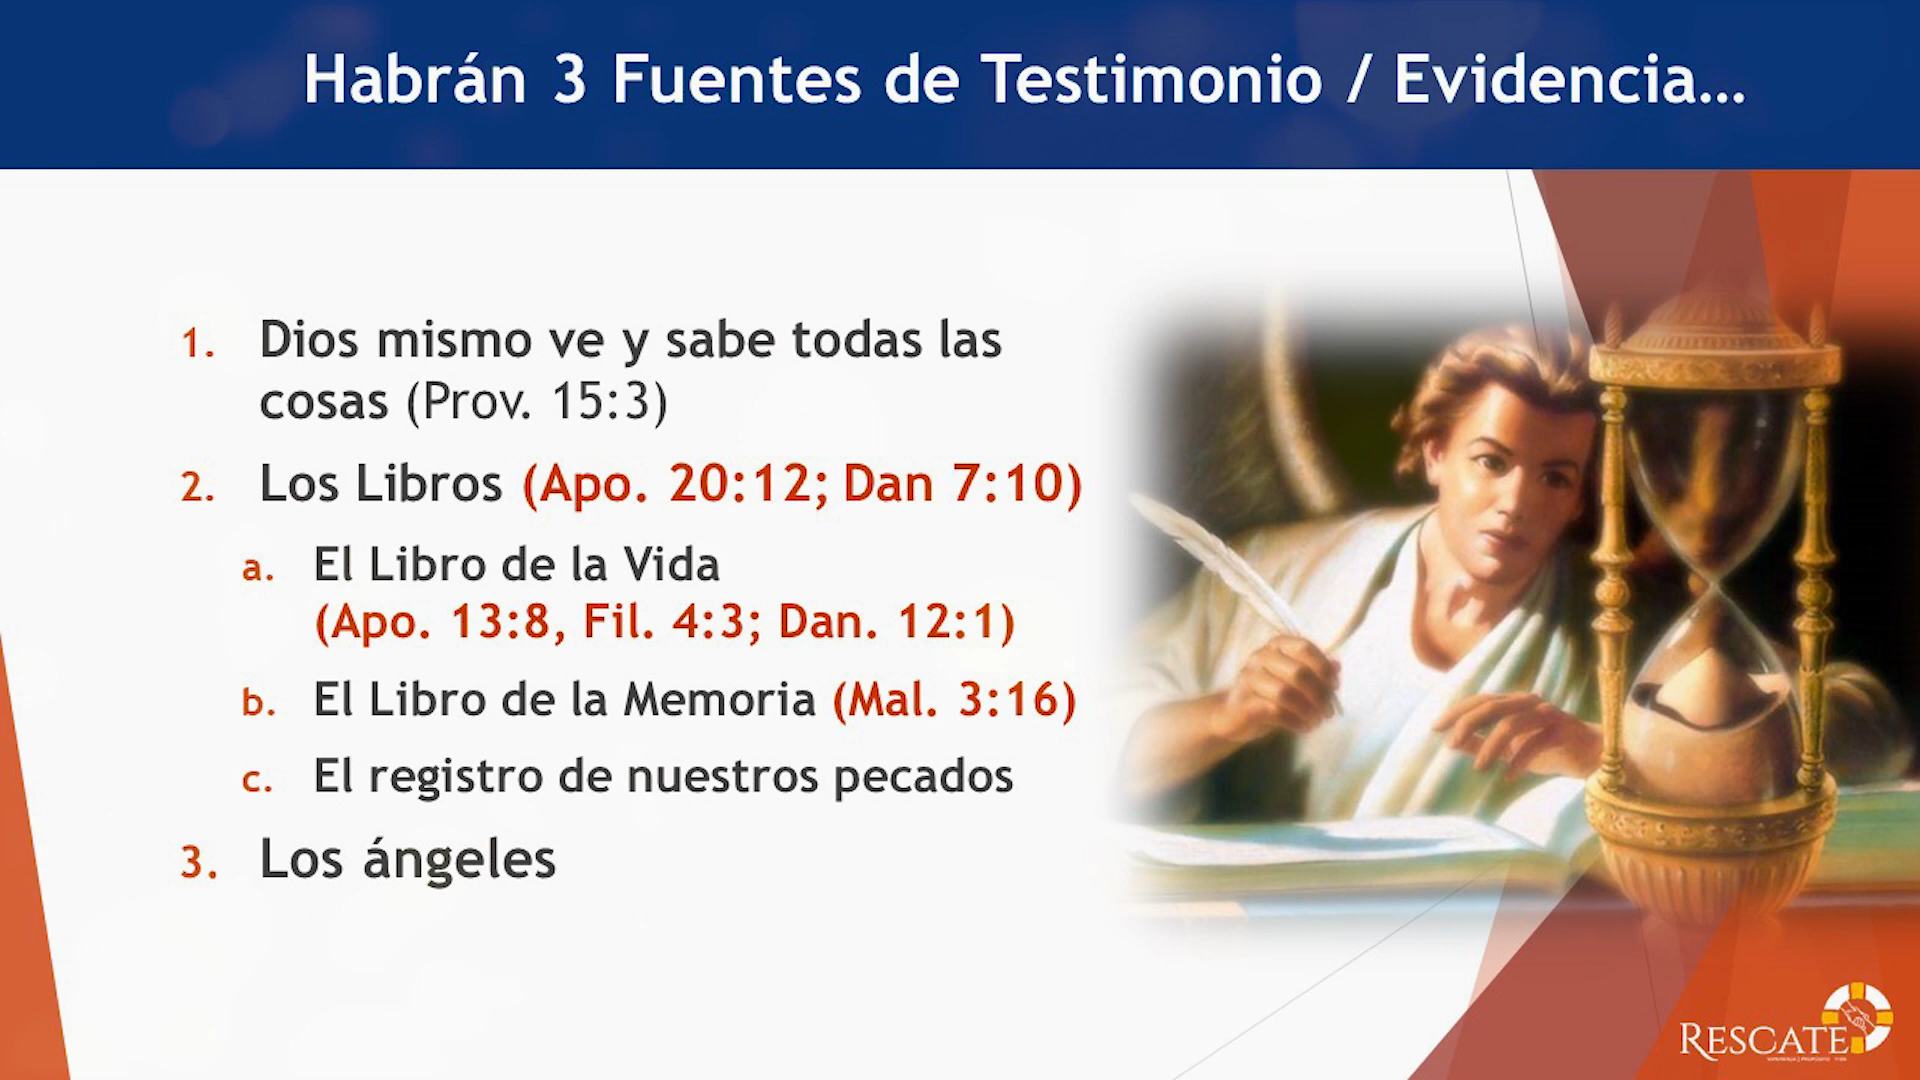 Habrán 3 Fuentes de Testimonio / Evidencia...
1. Dios mismo ve y sabe todas las
cosas (Prov. 15:3)
2. Los Libros (Apo. 20:12; Dan 7:10)
a. El Libro de la Vida
(Apo. 13:8, Fil. 4:3; Dan. 12:1)
b. El Libro de la Memoria (Mal. 3:16)
c. El registro de nuestros pecados
3. Los ángeles
RESCATE